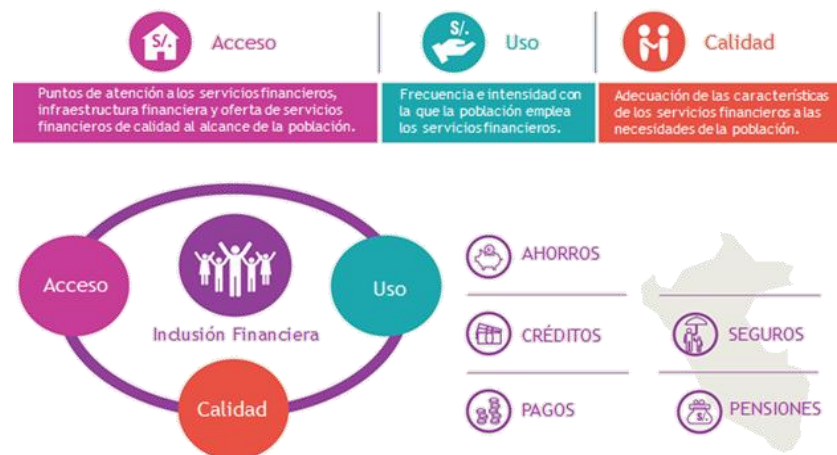 S/.
Acceso
S/.
Uso
Calidad
Puntos de atención a los servicios financieros,
infraestructura financiera y oferta de servicios
financieros de calidad al alcance de la población.
Frecuencia e intensidad con
la que la población emplea
los servicios financieros.
Adecuación de las características
de los servicios financieros a las
necesidades de la población.
Acceso
Inclusión Financiera
Uso
Calidad
AHORROS
CRÉDITOS
PAGOS
SEGUROS
S/.
PENSIONES